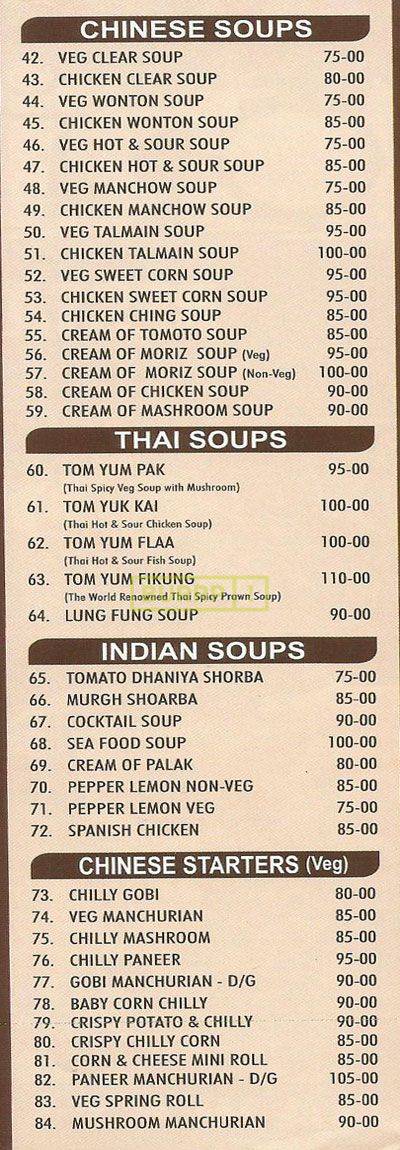 CHINESE SOUPS
42. VEG CLEAR SOUP 75-00
43. CHICKEN CLEAR SOUP 80-00
44. VEG WONTON SOUP 75-00
45. CHICKEN WONTON SOUP 85-00
46. VEG HOT & SOUR SOUP 75-00
47. CHICKEN HOT & SOUR SOUP 85-00
48. VEG MANCHOW SOUP 75-00
49. CHICKEN MANCHOW SOUP 85-00
50. VEG TALMAIN SOUP 95-00
51. CHICKEN TALMAIN SOUP 100-00
52. VEG SWEET CORN SOUP 95-00
53. CHICKEN SWEET CORN SOUP 95-00
54. CHICKEN CHING SOUP 85-00
55. CREAM OF TOMOTO SOUP 85-00
56. CREAM OF MORIZ SOUP (Veg) 95-00
57. CREAM OF MORIZ SOUP (Non-Veg) 100-00
58. CREAM OF CHICKEN SOUP 90-00
59. CREAM OF MASHROOM SOUP 90-00
THAI SOUPS
60. TOM YUM PAK 95-00
(Thai Spicy Veg Soup with Mushroom)
61. TOM YUK KAI 100-00
(Thai Hot & Sour Chicken Soup)
62. TOM YUM FLAA 100-00
(Thai Hot & Sour Fish Soup)
63. TOM YUM FIKUNG 110-00
(The World Renowned Thai Spicy Prawn Soup)
64. LUNG FUNG SOUP 90-00
INDIAN SOUPS
65. TOMATO DHANIYA SHORBA 75-00
66. MURGH SHOARBA 85-00
67. COCKTAIL SOUP 90-00
68. SEA FOOD SOUP 100-00
69. CREAM OF PALAK 80-00
70. PEPPER LEMON NON-VEG 85-00
71. PEPPER LEMON VEG 75-00
72. SPANISH CHICKEN 85-00
CHINESE STARTERS (Veg)
73. CHILLY GOBI 80-00
74. VEG MANCHURIAN 85-00
75. CHILLY MASHROOM 85-00
76. CHILLY PANEER 95-00
77. GOBI MANCHURIAN - D/G 90-00
78. BABY CORN CHILLY 90-00
79. CRISPY POTATO & CHILLY 90-00
80. CRISPY CHILLY CORN 85-00
81. CORN & CHEESE MINI ROLL 85-00
82. PANEER MANCHURIAN - D/G 105-00
83. VEG SPRING ROLL 85-00
84. MUSHROOM MANCHURIAN 90-00